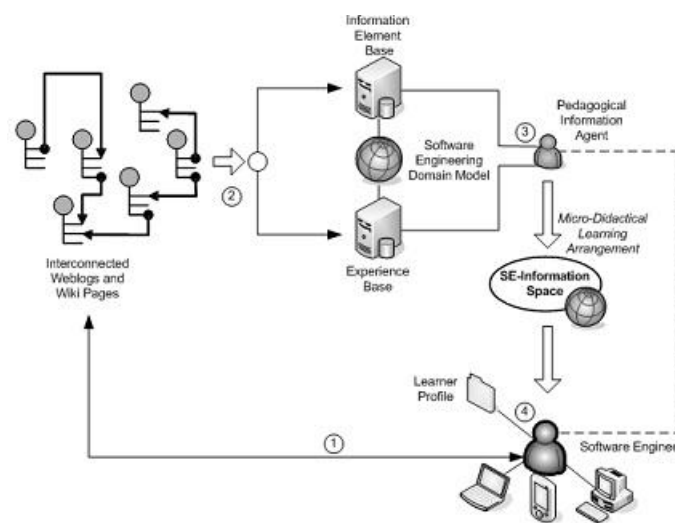 Information
Element
Base
Pedagogical
Information
Agent
3
Software
Engineering
Domain Model
2
Micro-Didactical
Learning
Arrangement
Interconnected
Weblogs and
Wiki Pages
Experience
Base
SE-Information
Space
Learner
Profile
4
1
Software Engineer